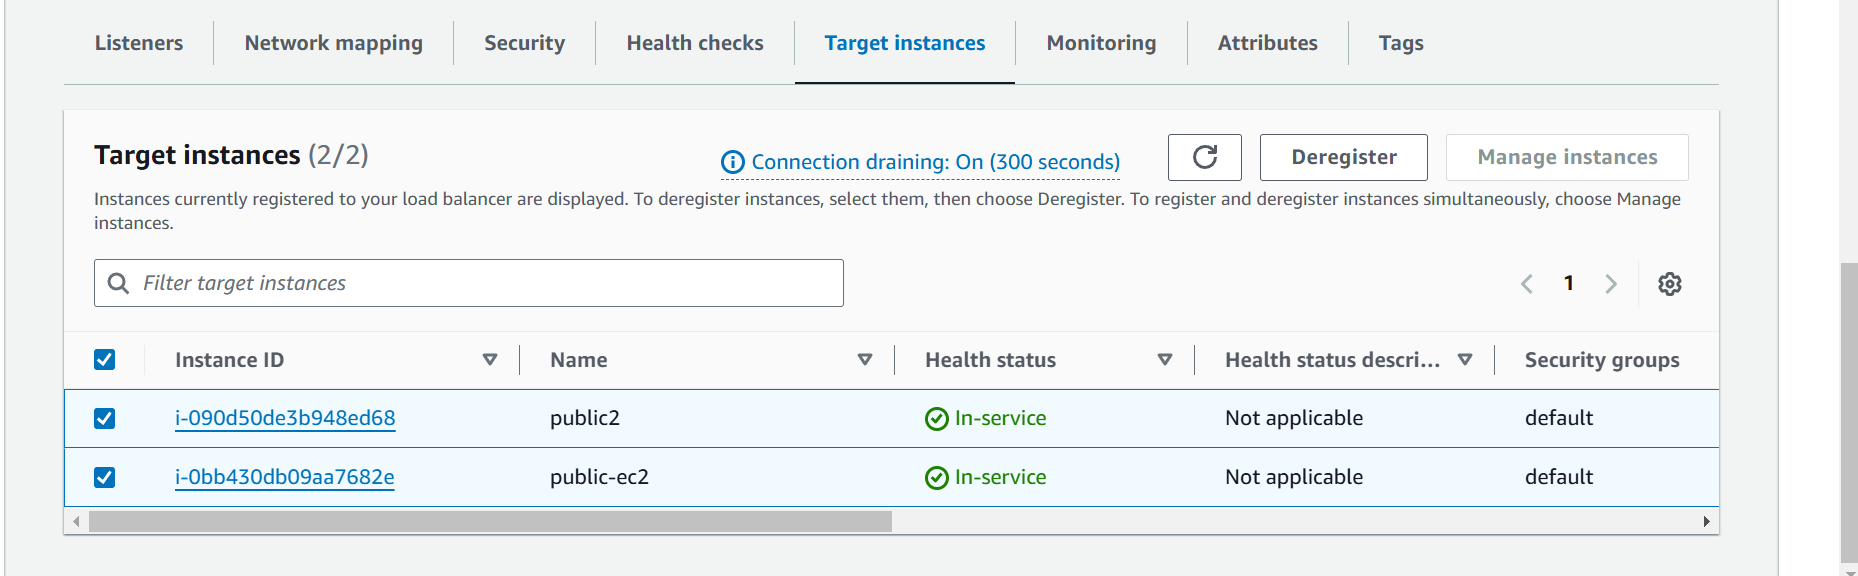 Listeners Network mapping Security Health checks Target instances Monitoring Attributes Tags
Target instances (2/2) Connection draining: On (300 seconds) Deregister Manage instances
Instances currently registered to your load balancer are displayed. To deregister instances, select them, then choose Deregister. To register and deregister instances simultaneously, choose Manage
instances.
Filter target instances 1
Instance ID Name Health status Health status descri... Security groups
i-090d50de3b948ed68 public2 In-service Not applicable default
i-0bb430db09aa7682e public-ec2 In-service Not applicable default